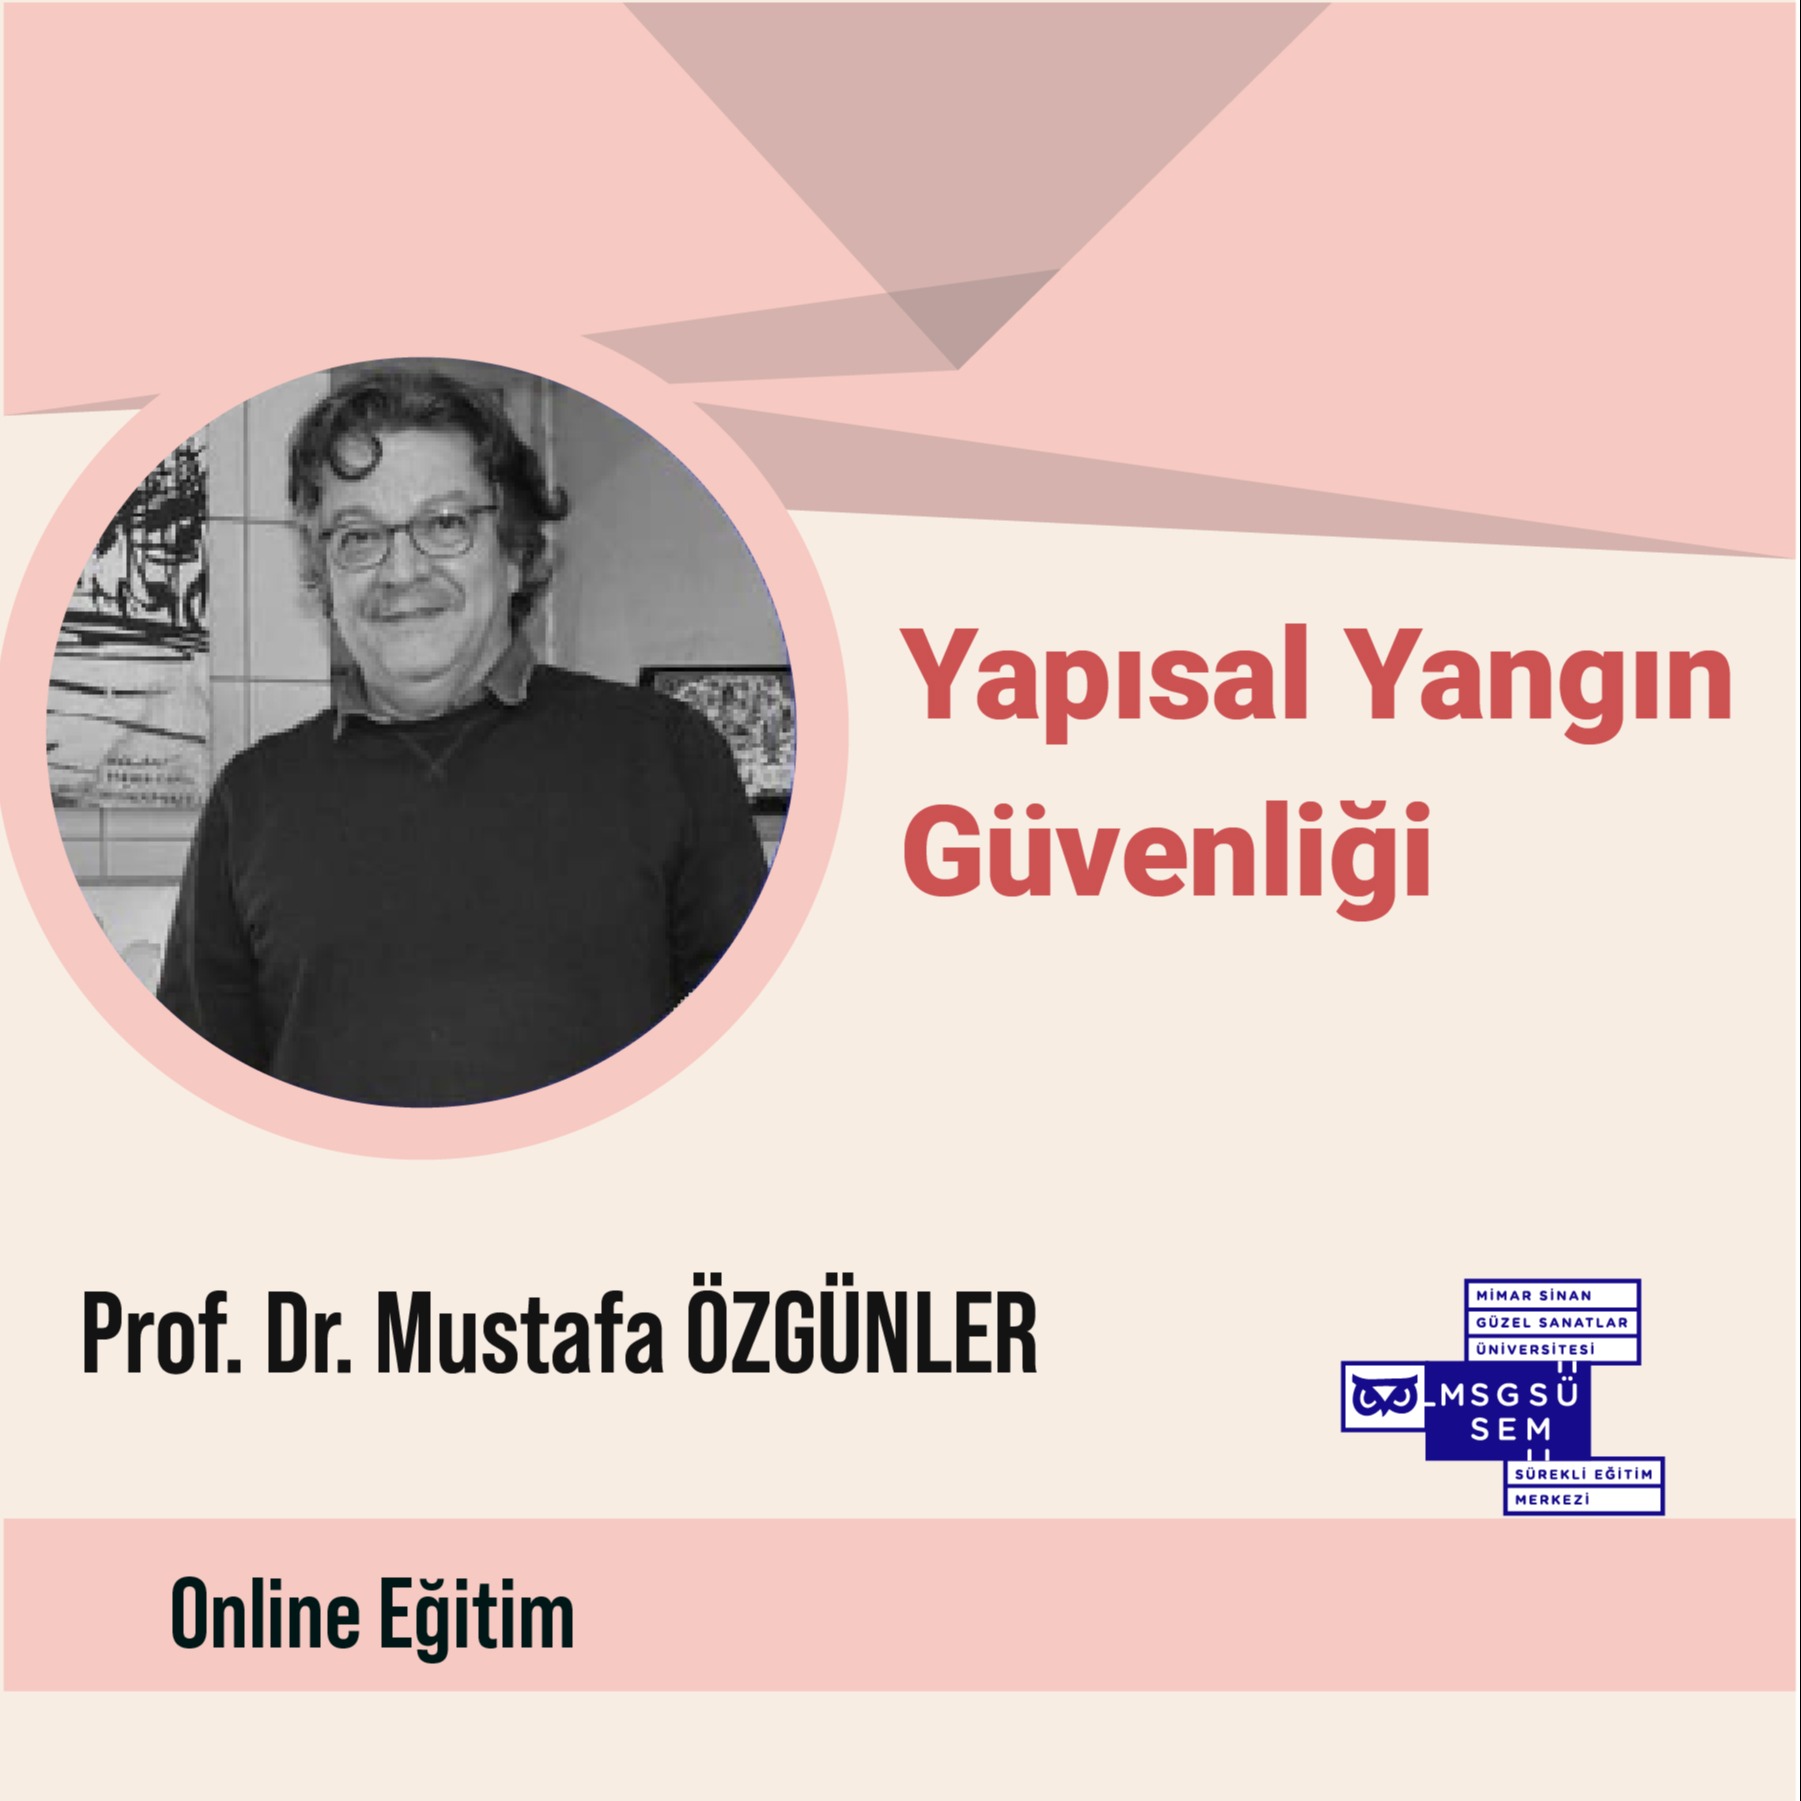 Yapısal Yangın
Güvenliği
Prof. Dr. Mustafa ÖZGÜNLER
MİMAR SİNAN
GÜZEL SANATLAR
ÜNİVERSİTESİ
MSGSÜ
SEM
SÜREKLİ EĞİTİM
MERKEZİ
Online Eğitim